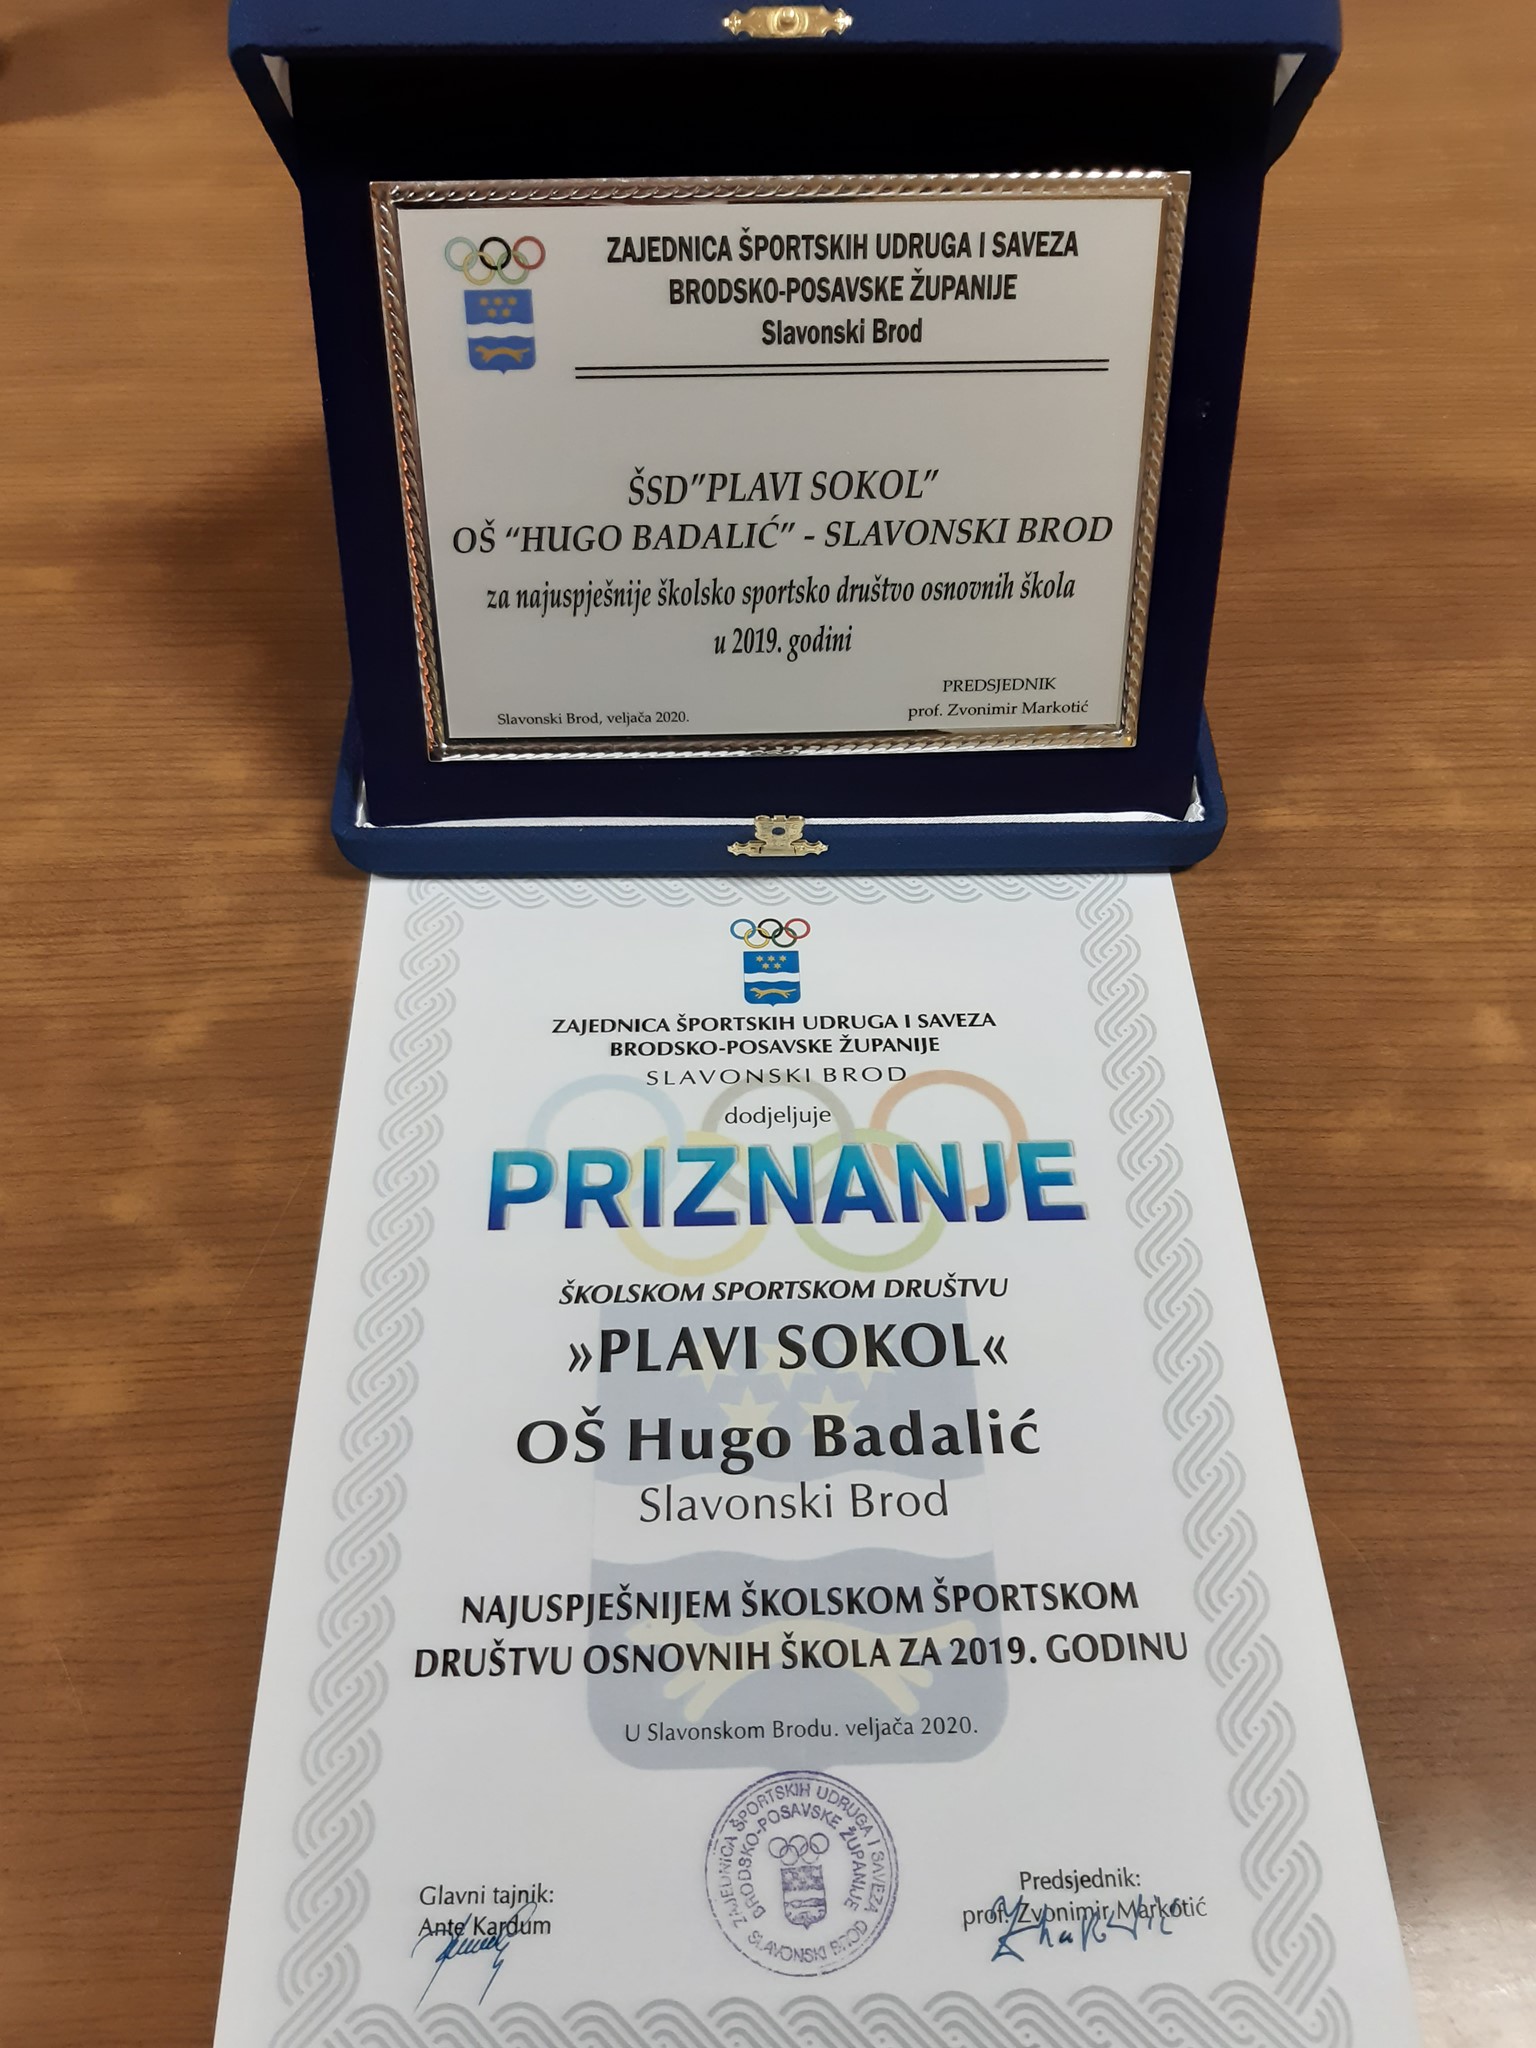 ZAJEDNICA ŠPORTSKIH UDRUGA I SAVEZA
BRODSKO-POSAVSKE ŽUPANIJE
Slavonski Brod
ŠSD"PLAVI SOKOL"
OŠ “HUGO BADALIĆ” - SLAVONSKI BROD
za najuspješnije školsko sportsko društvo osnovnih škola
u 2019. godini
PREDSJEDNIK
prof. Zvonimir Markotić
Slavonski Brod, veljača 2020.
ZAJEDNICA ŠPORTSKIH UDRUGA I SAVEZA
BRODSKO-POSAVSKE ŽUPANIJE
SLAVONSKI BROD
dodjeljuje
PRIZNANJE
ŠKOLSKOM SPORTSKOM DRUŠTVU
»PLAVI SOKOL«
OŠ Hugo Badalić
Slavonski Brod
NAJUSPJEŠNIJEM ŠKOLSKOM ŠPORTSKOM
DRUŠTVU OSNOVNIH ŠKOLA ZA 2019. GODINU
U Slavonskom Brodu. veljača 2020.
ZAJEDNICA ŠPORTSKIH UDRUGA I SAVEZA
BRODSKO-POSAVSKE ŽUPANIJE
SLAVONSKI BROD
Glavni tajnik:
Ante Kardum
Predsjednik:
prof. Zvonimir Markotić